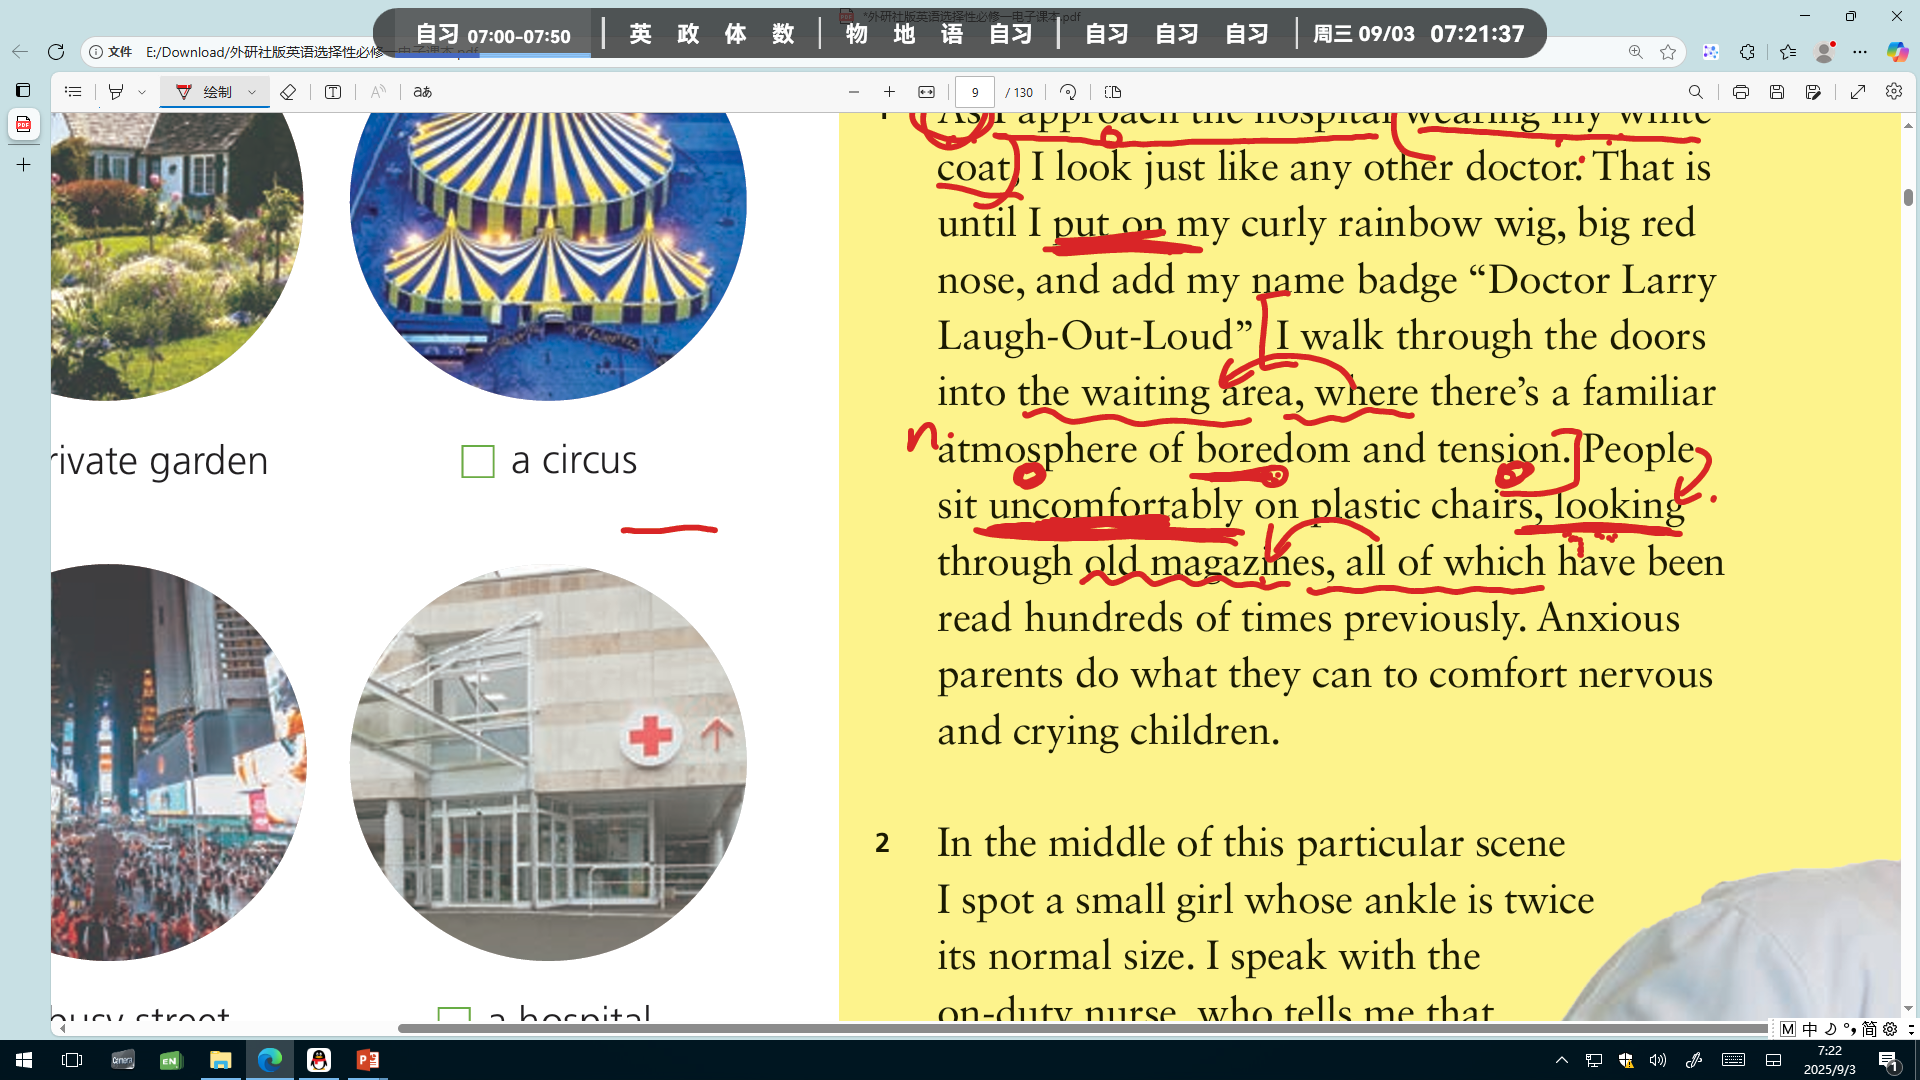 *外研社版英语选择性必修一电子课本.pdf
自习 07:00-07:50 英 政 体 数 物 地 语 自习 自习 自习 自习 周三 09/03 07:21:37
文件 E:/Download/外研社版英语选择性必修一电子课本.pdf
绘制 aあ 9 / 130
As I approach the hospital wearing my white
coat, I look just like any other doctor. That is
until I put on my curly rainbow wig, big red
nose, and add my name badge “Doctor Larry
Laugh-Out-Loud” I walk through the doors
into the waiting area, where there’s a familiar
n atmosphere of boredom and tension. People
sit uncomfortably on plastic chairs, looking
through old magazines, all of which have been
read hundreds of times previously. Anxious
parents do what they can to comfort nervous
and crying children.
2 In the middle of this particular scene
I spot a small girl whose ankle is twice
its normal size. I speak with the
on-duty nurse, who tells me that
rivate garden
a circus
busy street
a hospital
M 中 简
EN
7:22
2025/9/3
1